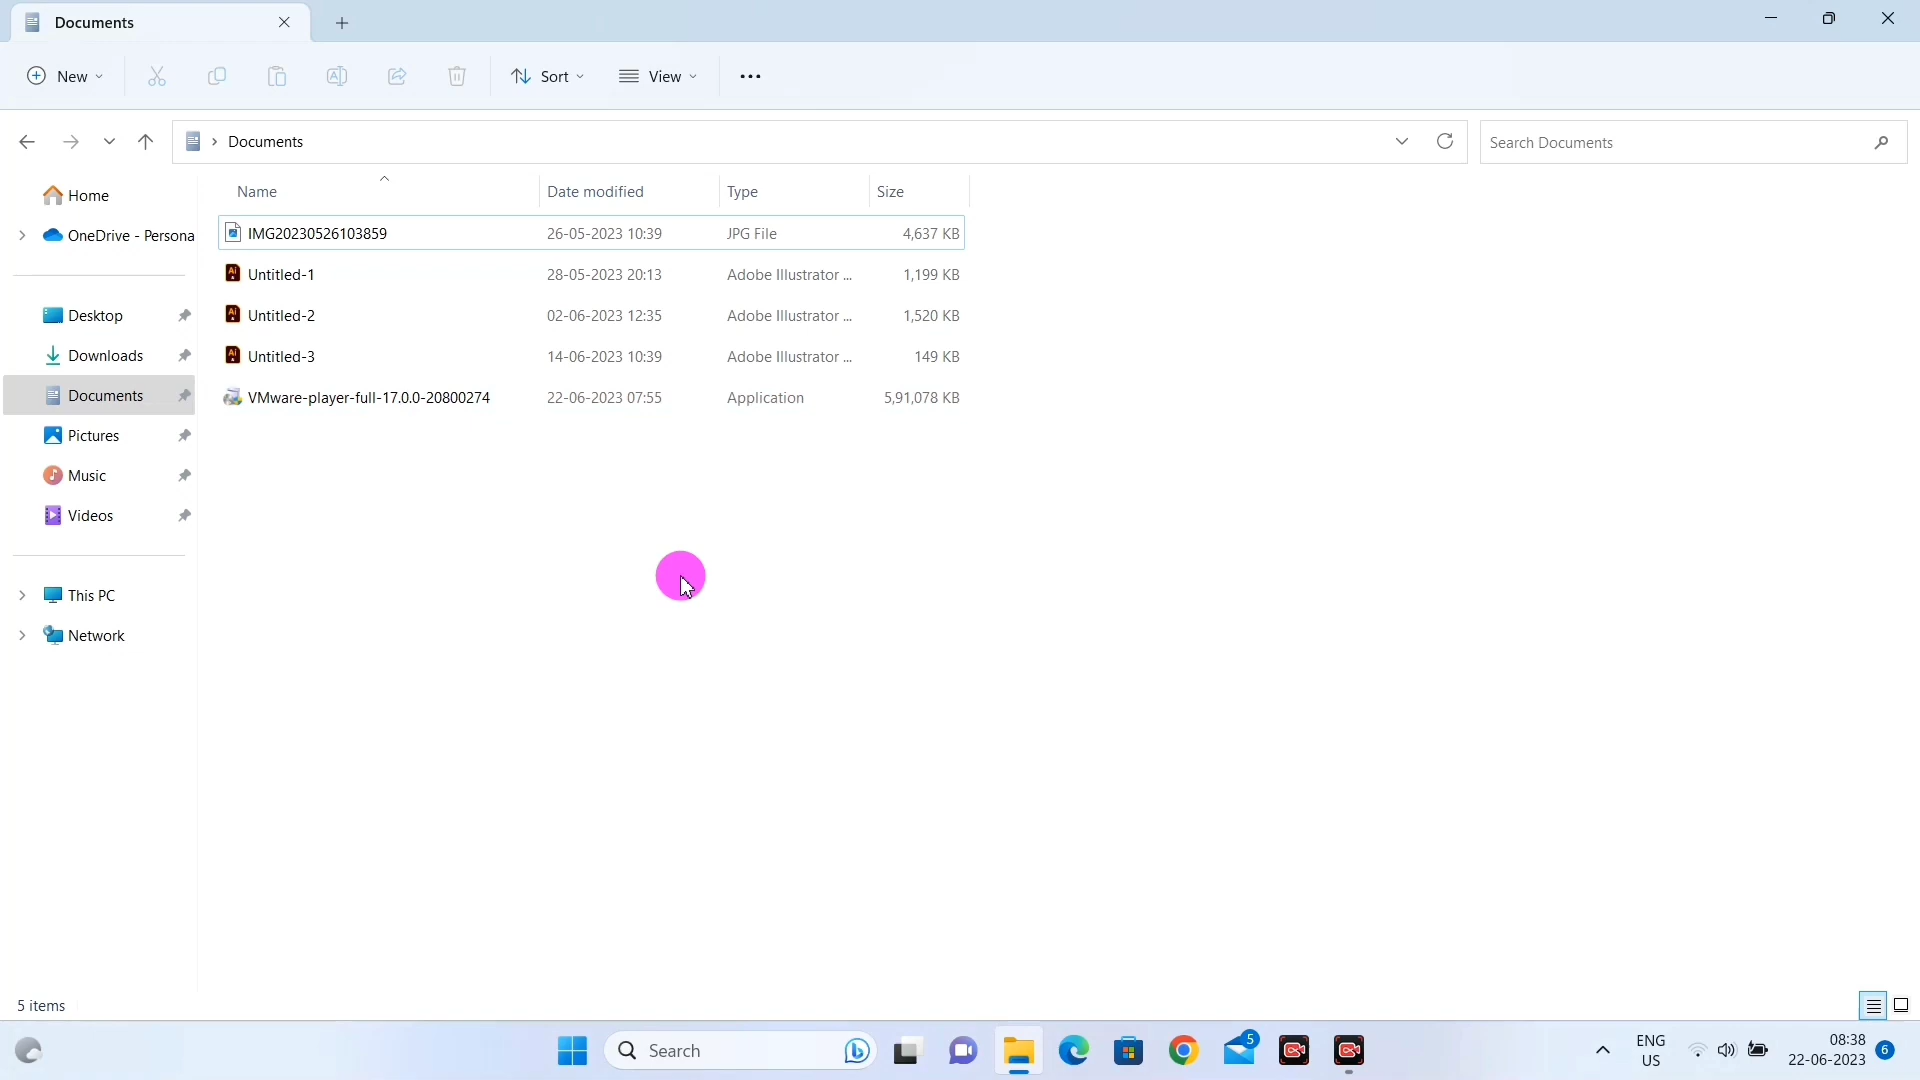 Documents
New
Sort
View
Documents
Search Documents
Home
OneDrive - Persona
Desktop
Downloads
Documents
Pictures
Music
Videos
This PC
Network
Name Date modified Type Size
IMG20230526103859 26-05-2023 10:39 JPG File 4,637 KB
Untitled-1 28-05-2023 20:13 Adobe Illustrator ... 1,199 KB
Untitled-2 02-06-2023 12:35 Adobe Illustrator ... 1,520 KB
Untitled-3 14-06-2023 10:39 Adobe Illustrator ... 149 KB
VMware-player-full-17.0.0-20800274 22-06-2023 07:55 Application 5,91,078 KB
5 items
Search
5
ENG
US
08:38
22-06-2023
6